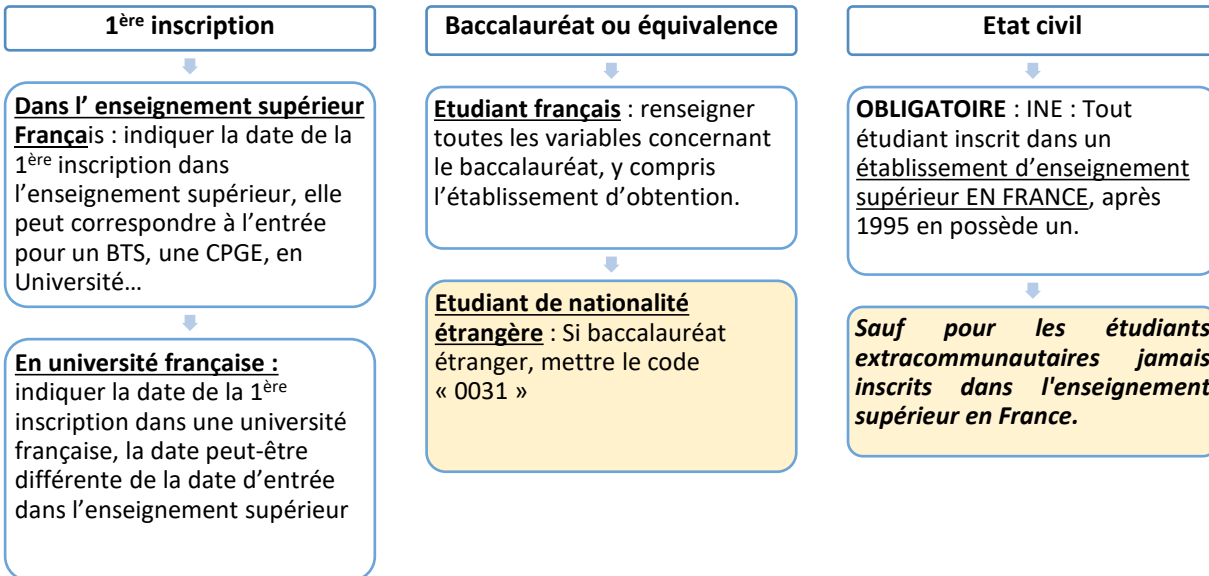 1ère inscription
Dans l’ enseignement supérieur
Français : indiquer la date de la
1ère inscription dans
l’enseignement supérieur, elle
peut correspondre à l’entrée
pour un BTS, une CPGE, en
Université…
En université française :
indiquer la date de la 1ère
inscription dans une université
française, la date peut-être
différente de la date d’entrée
dans l’enseignement supérieur
Baccalauréat ou équivalence
Etudiant français : renseigner
toutes les variables concernant
le baccalauréat, y compris
l’établissement d’obtention.
Etudiant de nationalité
étrangère : Si baccalauréat
étranger, mettre le code
« 0031 »
Etat civil
OBLIGATOIRE : INE : Tout
étudiant inscrit dans un
établissement d’enseignement
supérieur EN FRANCE, après
1995 en possède un.
Sauf pour les étudiants
extracommunautaires jamais
inscrits dans l'enseignement
supérieur en France.